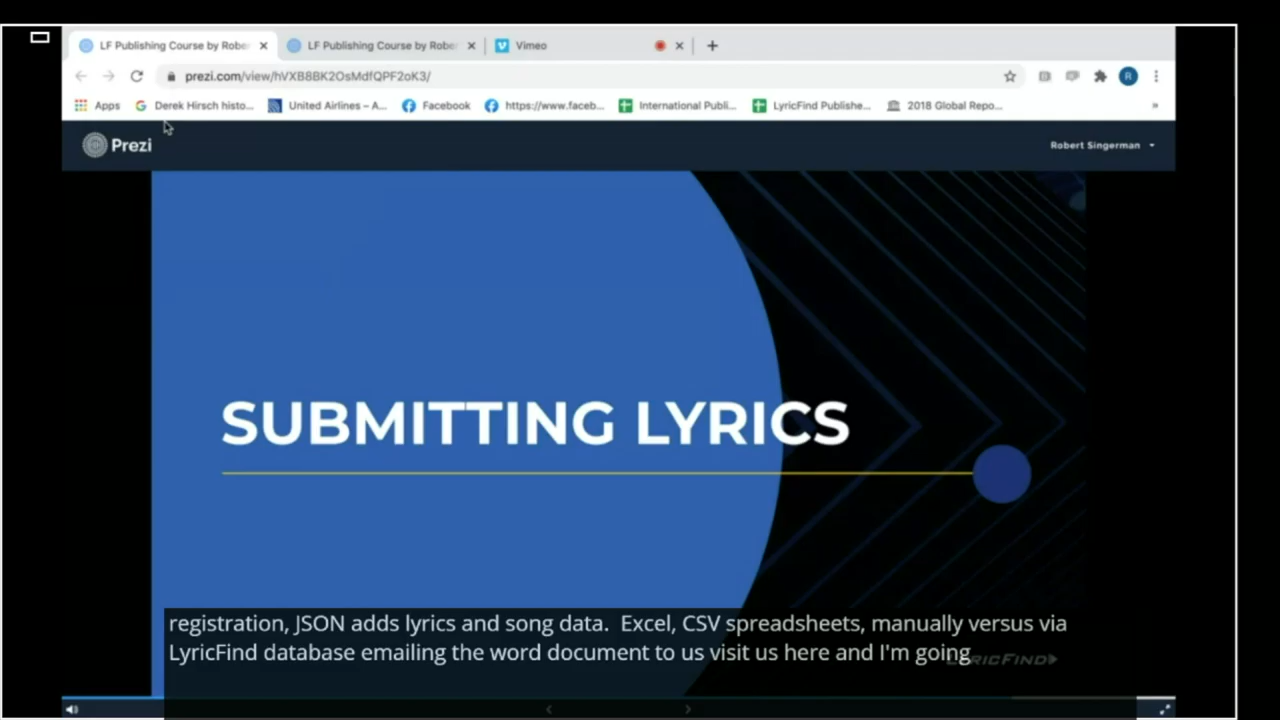 LF Publishing Course by Rober
LF Publishing Course by Rober
Vimeo
prezi.com/view/hVXB8BK2OsMdfQPF2oK3/
R
Apps
Derek Hirsch histo...
United Airlines – A...
Facebook
https://www.faceb...
International Publi...
LyricFind Publishe...
2018 Global Repo...
Prezi
Robert Singerman
SUBMITTING LYRICS
registration, JSON adds lyrics and song data. Excel, CSV spreadsheets, manually versus via
LyricFind database emailing the word document to us visit us here and I'm going